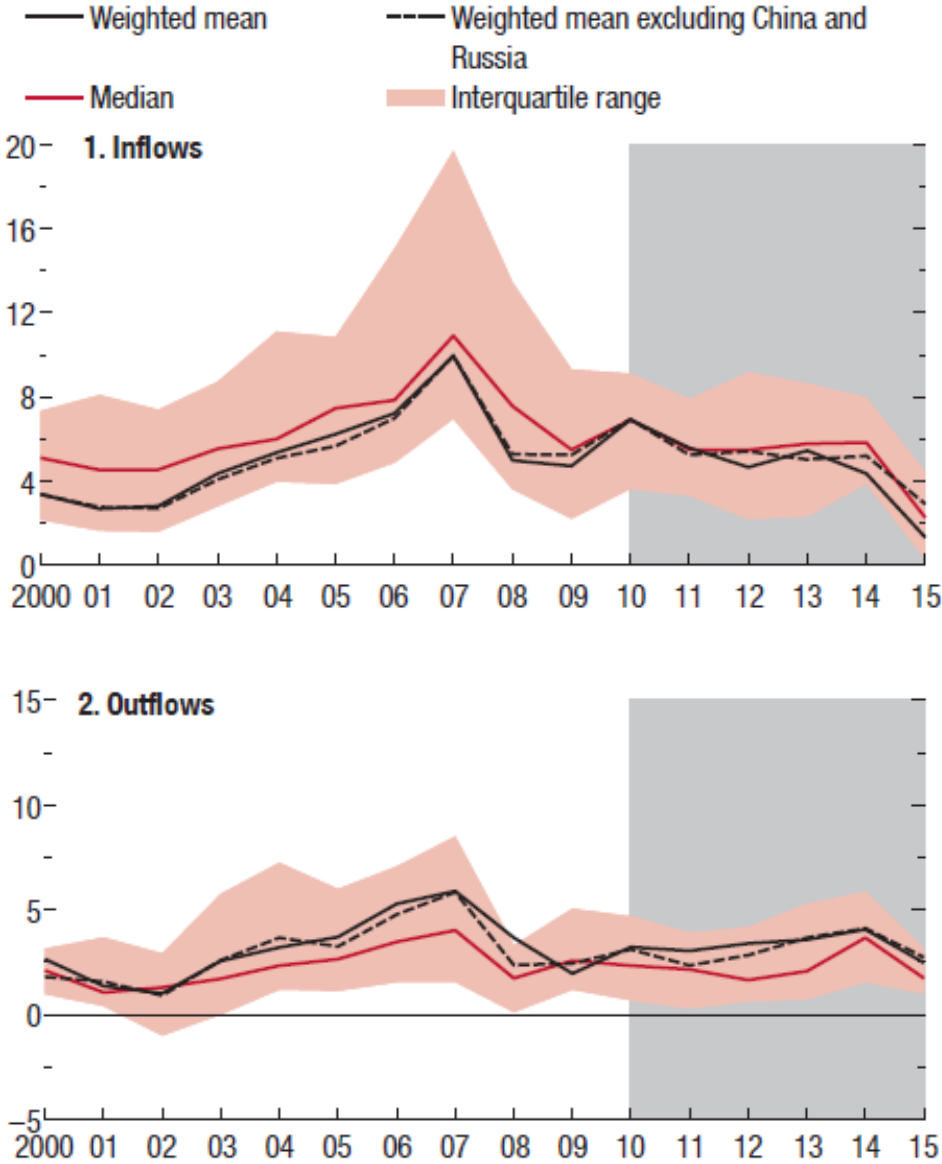 Weighted mean
Weighted mean excluding China and
Russia
Median
Interquartile range
1. Inflows
20
16
12
8
4
0
2000 01 02 03 04 05 06 07 08 09 10 11 12 13 14 15
2. Outflows
15
10
5
0
–5
2000 01 02 03 04 05 06 07 08 09 10 11 12 13 14 15